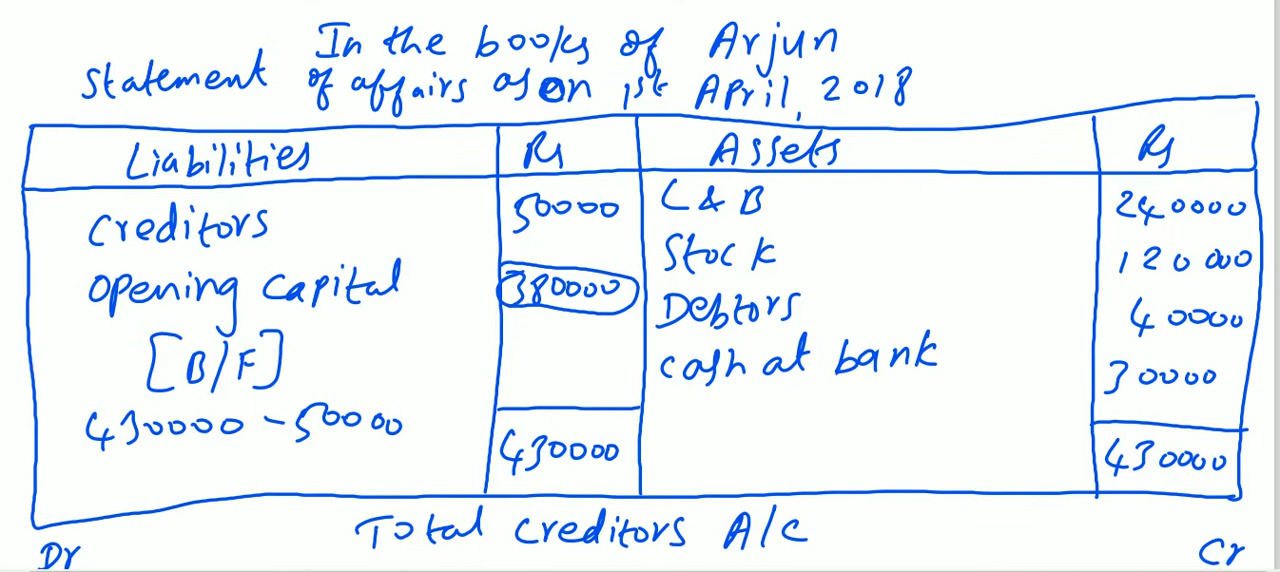 In the books of Arjun
Statement of affairs as on 1st April, 2018
Liabilities Rs Assets Rs
Creditors 50000 L & B 240000
Opening Capital 380000 Stock 120000
[B/F] Debtors 40000
430000 - 50000 cash at bank 30000
430000 430000
Total Creditors A/C
Dr Cr